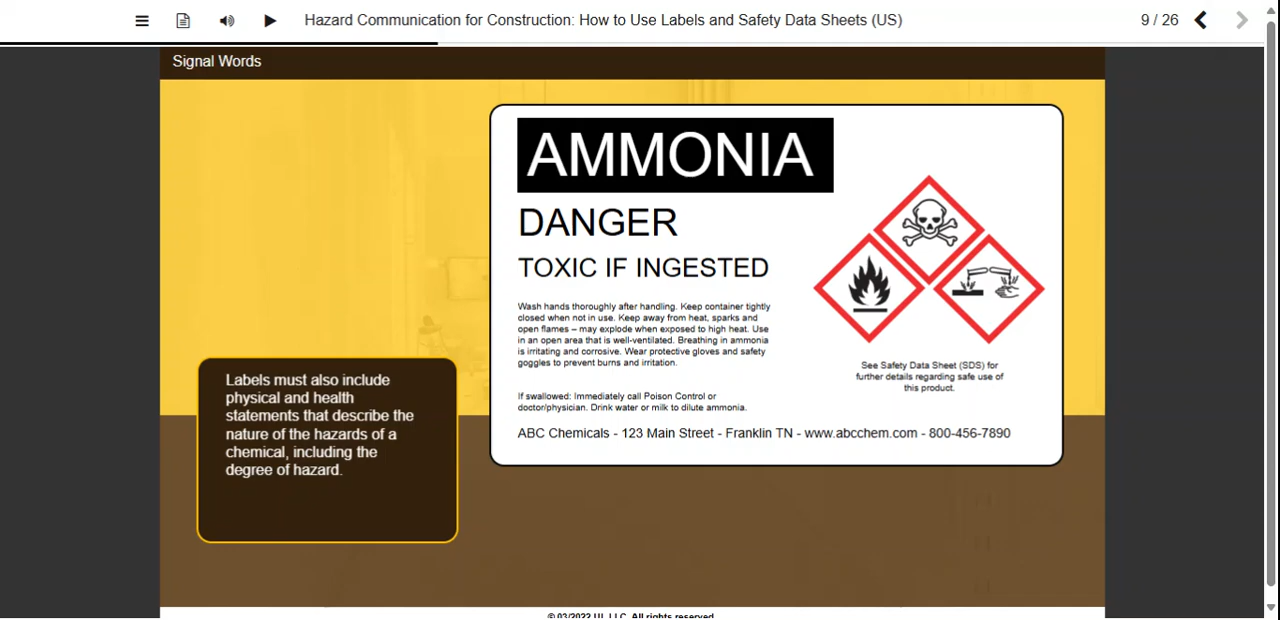 Hazard Communication for Construction: How to Use Labels and Safety Data Sheets (US)
9 / 26
Signal Words
AMMONIA
DANGER
TOXIC IF INGESTED
Wash hands thoroughly after handling. Keep container tightly
closed when not in use. Keep away from heat, sparks and
open flames – may explode when exposed to high heat. Use
in an open area that is well-ventilated. Breathing in ammonia
is irritating and corrosive. Wear protective gloves and safety
goggles to prevent burns and irritation.
See Safety Data Sheet (SDS) for
further details regarding safe use of
this product.
If swallowed: Immediately call Poison Control or
doctor/physician. Drink water or milk to dilute ammonia.
ABC Chemicals - 123 Main Street - Franklin TN - www.abcchem.com - 800-456-7890
Labels must also include
physical and health
statements that describe the
nature of the hazards of a
chemical, including the
degree of hazard.
© 03/2022 UL LLC. All rights reserved.